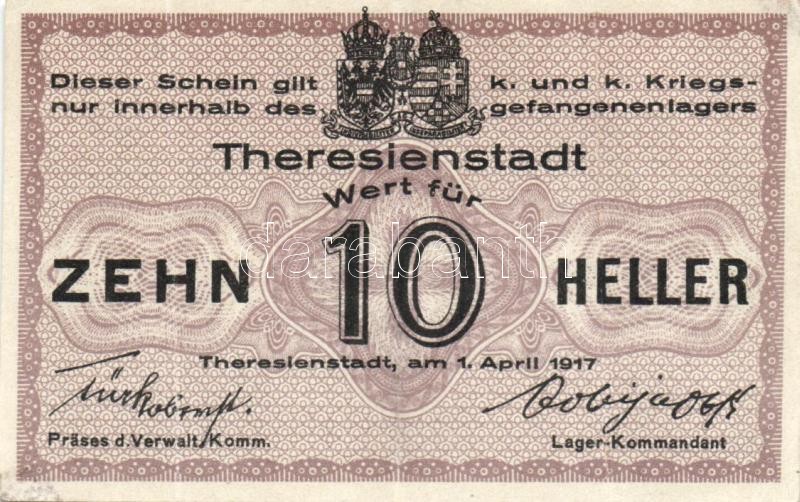 Dieser Schein gilt k. und k. Kriegs-
nur innerhalb des gefangenenlagers
Theresienstadt
Wert für
ZEHN 10 HELLER
darabanth
Theresienstadt, am 1. April 1917
Präses d. Verwalt. Komm. Lager-Kommandant